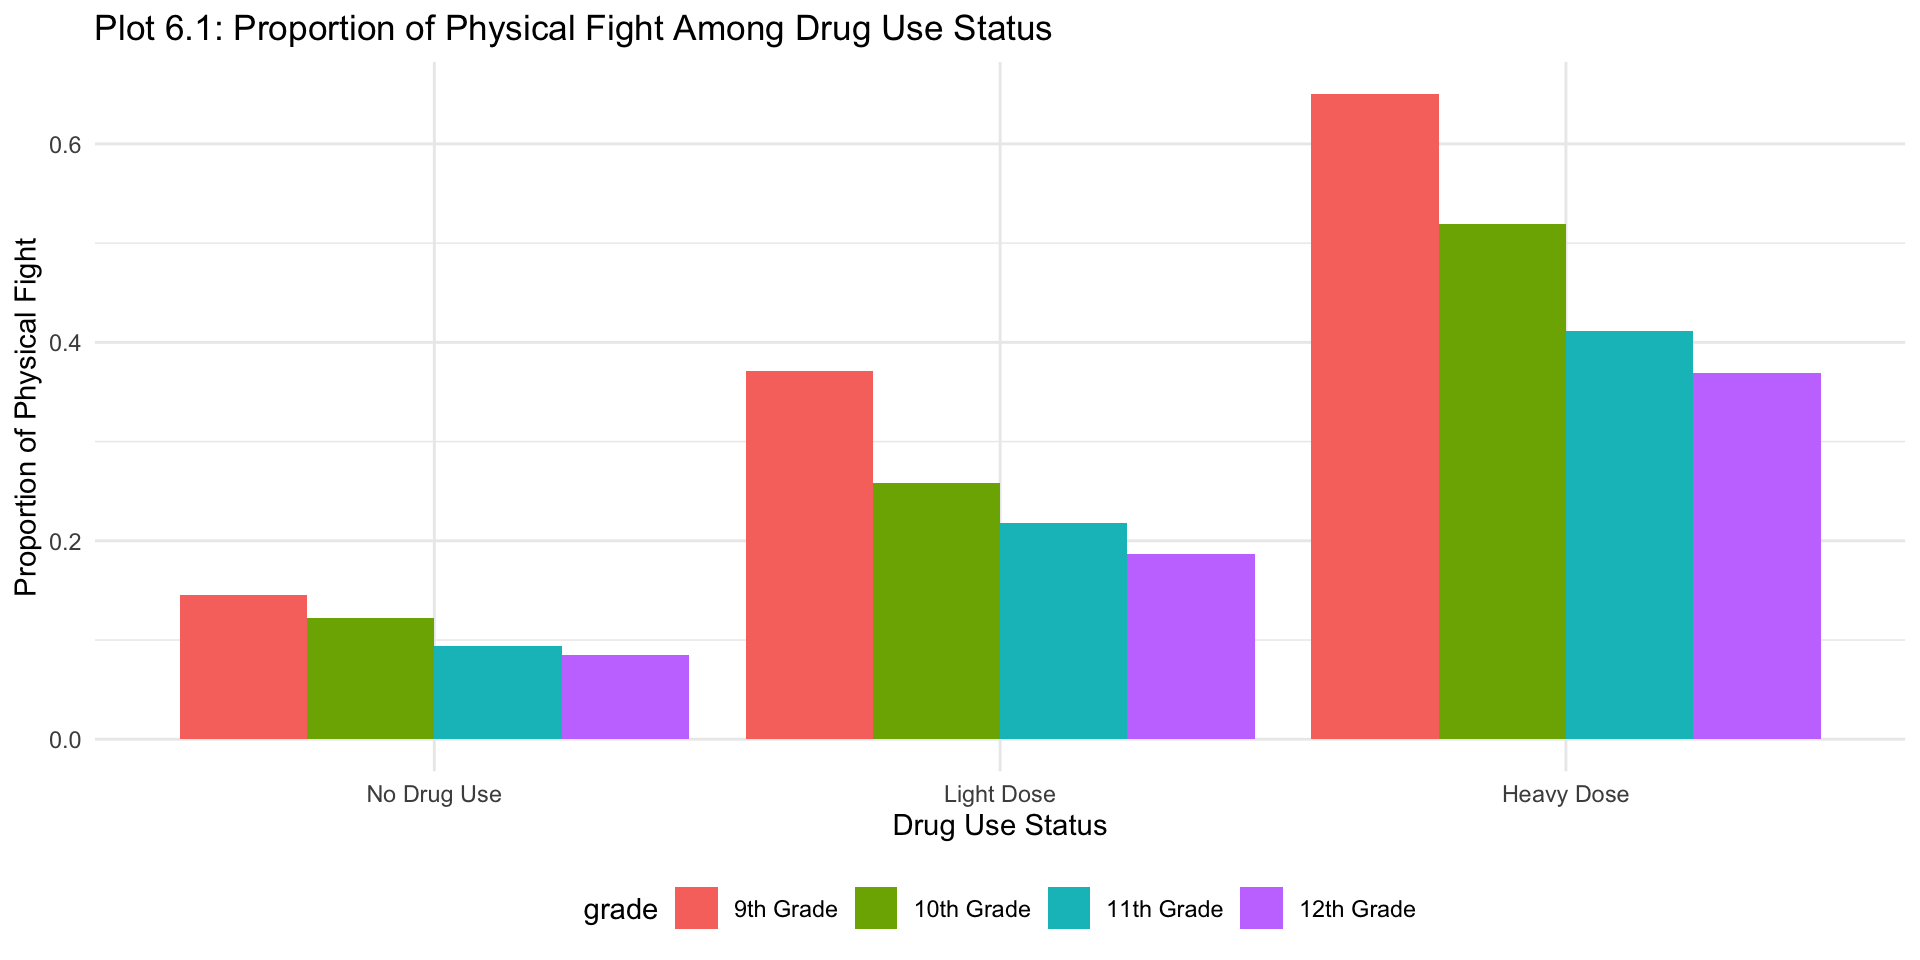 Plot 6.1: Proportion of Physical Fight Among Drug Use Status
Proportion of Physical Fight
0.6
0.4
0.2
0.0
No Drug Use Light Dose Heavy Dose
Drug Use Status
grade 9th Grade 10th Grade 11th Grade 12th Grade